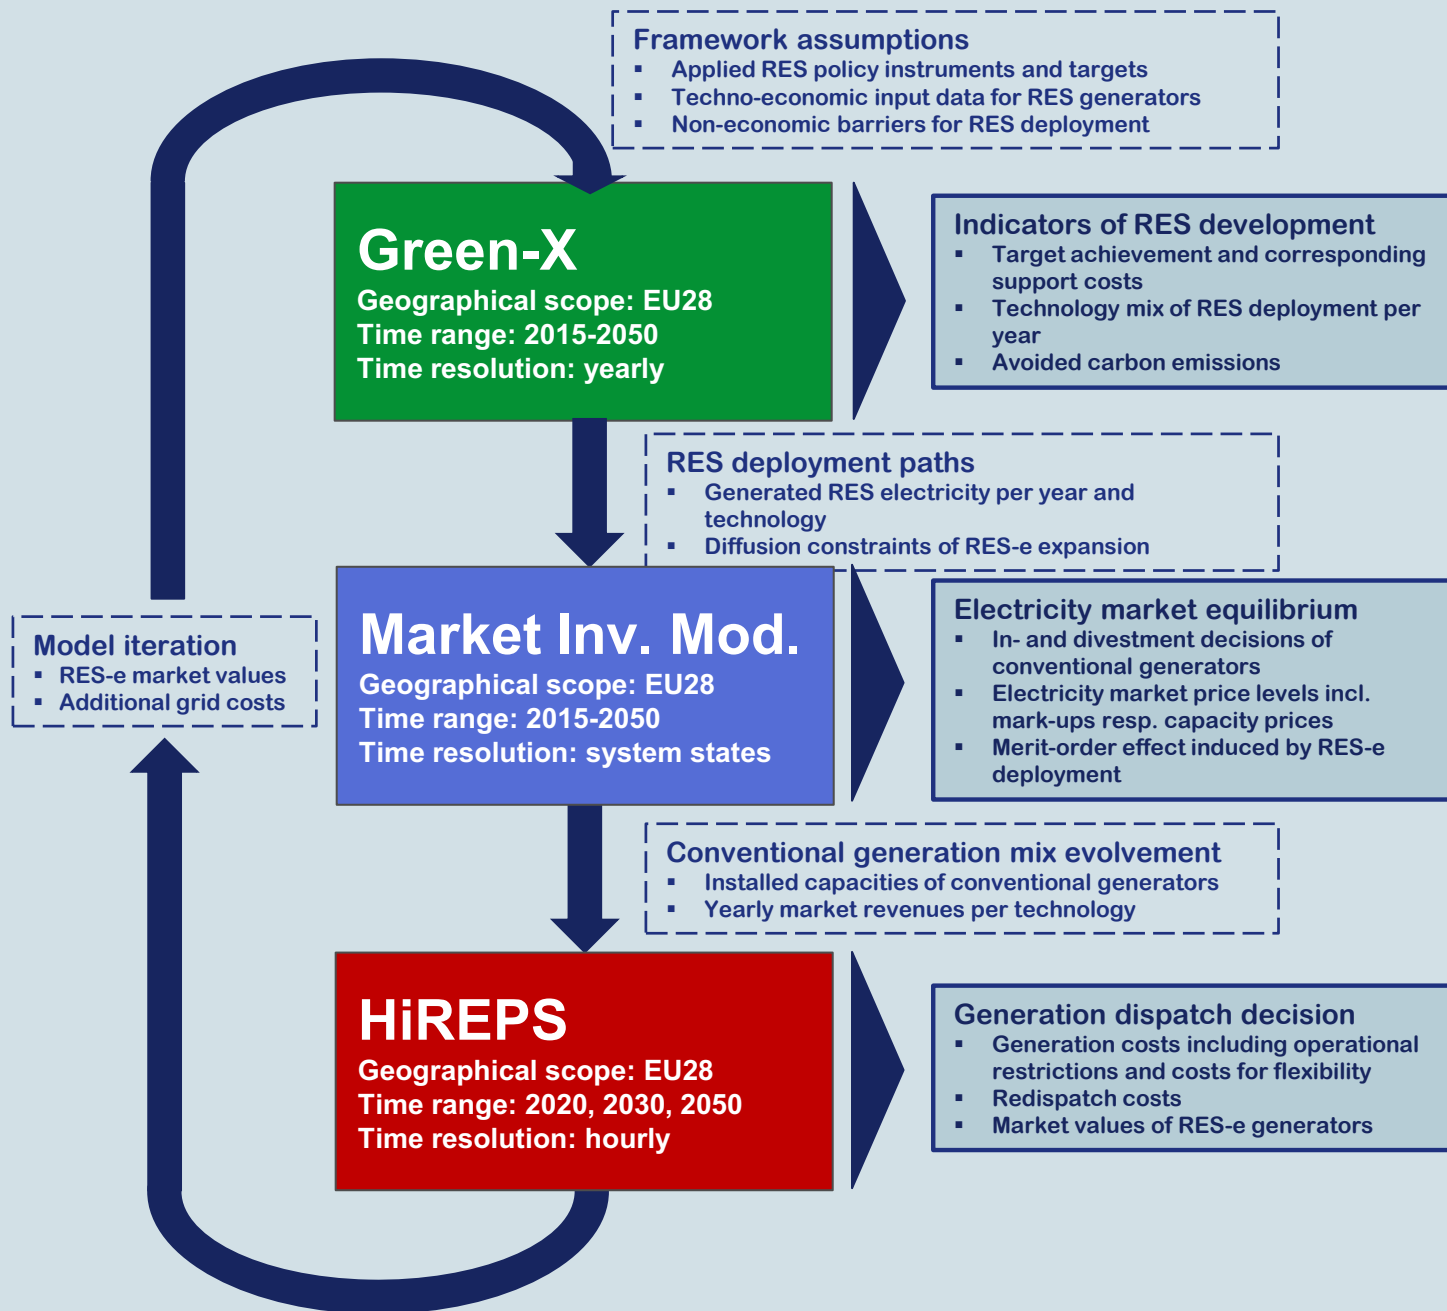 Framework assumptions
▪ Applied RES policy instruments and targets
▪ Techno-economic input data for RES generators
▪ Non-economic barriers for RES deployment
Green-X
Geographical scope: EU28
Time range: 2015-2050
Time resolution: yearly
Indicators of RES development
▪ Target achievement and corresponding
support costs
▪ Technology mix of RES deployment per
year
▪ Avoided carbon emissions
RES deployment paths
▪ Generated RES electricity per year and
technology
▪ Diffusion constraints of RES-e expansion
Model iteration
▪ RES-e market values
▪ Additional grid costs
Market Inv. Mod.
Geographical scope: EU28
Time range: 2015-2050
Time resolution: system states
Electricity market equilibrium
▪ In- and divestment decisions of
conventional generators
▪ Electricity market price levels incl.
mark-ups resp. capacity prices
▪ Merit-order effect induced by RES-e
deployment
Conventional generation mix evolvement
▪ Installed capacities of conventional generators
▪ Yearly market revenues per technology
HiREPS
Geographical scope: EU28
Time range: 2020, 2030, 2050
Time resolution: hourly
Generation dispatch decision
▪ Generation costs including operational
restrictions and costs for flexibility
▪ Redispatch costs
▪ Market values of RES-e generators